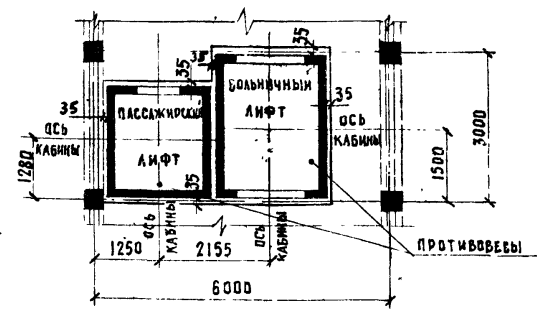 35
35
35
БОЛЬНИЧНЫЙ
ЛИФТ
35
35
ПАССАЖИРСКИЙ
ЛИФТ
ОСЬ
КАБИНЫ
ОСЬ
КАБИНЫ
1280
35
1500
3000
ОСЬ
КАБИНЫ
ОСЬ
КАБИНЫ
ПРОТИВОВЕСЫ
1250
2155
6000